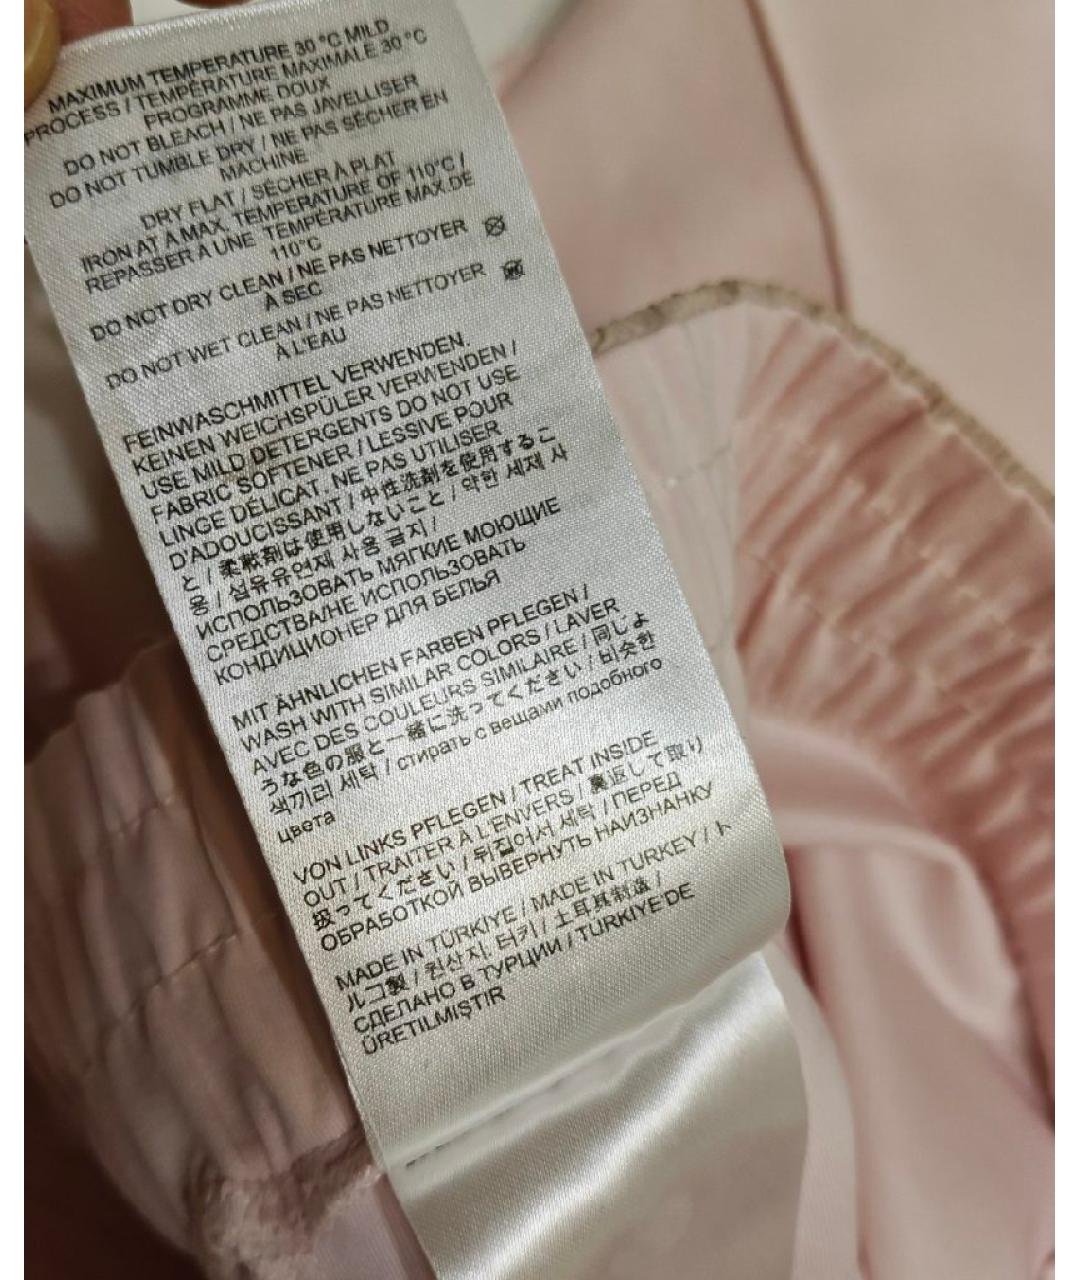 MAXIMUM TEMPERATURE 30 °C MILD
PROCESS / TEMPÉRATURE MAXIMALE 30 °C
PROGRAMME DOUX
DO NOT BLEACH / NE PAS JAVELLISER
DO NOT TUMBLE DRY / NE PAS SÉCHER EN
MACHINE
DRY FLAT / SÉCHER À PLAT
IRON AT A MAX. TEMPERATURE OF 110°C /
REPASSER À UNE TEMPÉRATURE MAX.DE
110°C
DO NOT DRY CLEAN / NE PAS NETTOYER
À SEC
DO NOT WET CLEAN / NE PAS NETTOYER
À L'EAU
FEINWASCHMITTEL VERWENDEN.
KEINEN WEICHSPÜLER VERWENDEN /
USE MILD DETERGENTS DO NOT USE
FABRIC SOFTENER / LESSIVE POUR
LINGE DÉLICAT. NE PAS UTILISER
D'ADOUCISSANT / 中性洗剤を使用するこ
と / 柔軟剤は使用しないこと / 약한 세제 사
용 / 섬유유연제 사용 금지 /
ИСПОЛЬЗОВАТЬ МЯГКИЕ МОЮЩИЕ
СРЕДСТВА/НЕ ИСПОЛЬЗОВАТЬ
КОНДИЦИОНЕР ДЛЯ БЕЛЬЯ
MIT ÄHNLICHEN FARBEN PFLEGEN /
WASH WITH SIMILAR COLORS / LAVER
AVEC DES COULEURS SIMILAIRE / 同じよ
うな色の服と一緒に洗ってください / 비슷한
색끼리 세탁 / стирать с вещами подобного
цвета
VON LINKS PFLEGEN / TREAT INSIDE
OUT / TRAITER À L'ENVERS / 裏返して取り
扱ってください / 뒤집어서 세탁 / ПЕРЕД
ОБРАБОТКОЙ ВЫВЕРНУТЬ НАИЗНАНКУ
MADE IN TÜRKIYE / MADE IN TURKEY / ト
ルコ製 / 원산지. 터키 / 土耳其制造 /
СДЕЛАНО В ТУРЦИИ / TÜRKIYE'DE
ÜRETILMIŞTIR